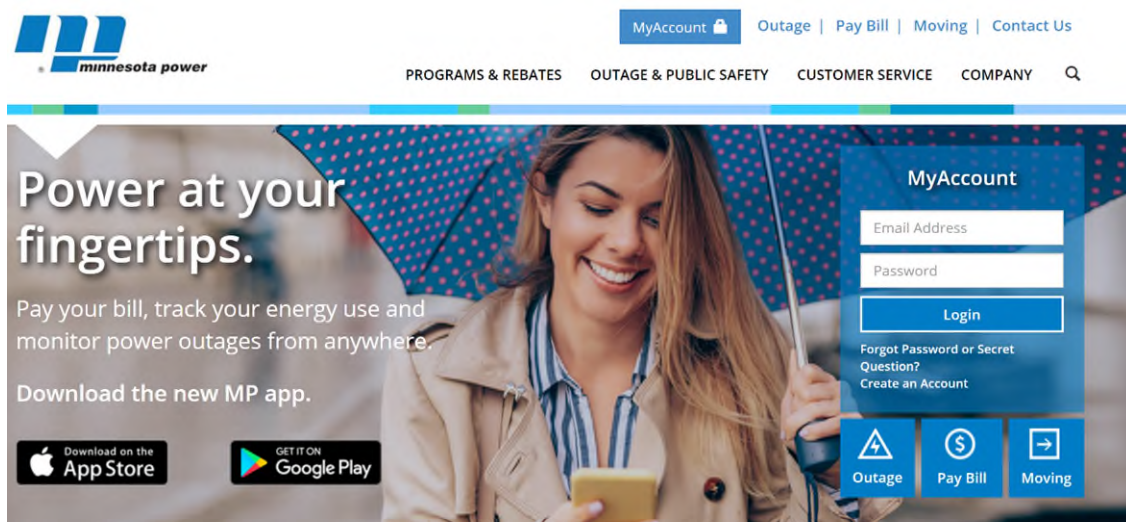 minnesota power
MyAccount
Outage | Pay Bill | Moving | Contact Us
PROGRAMS & REBATES OUTAGE & PUBLIC SAFETY CUSTOMER SERVICE COMPANY
Power at your
fingertips.
Pay your bill, track your energy use and
monitor power outages from anywhere.
Download the new MP app.
Download on the
App Store
GET IT ON
Google Play
MyAccount
Email Address
Password
Login
Forgot Password or Secret
Question?
Create an Account
Outage
Pay Bill
Moving